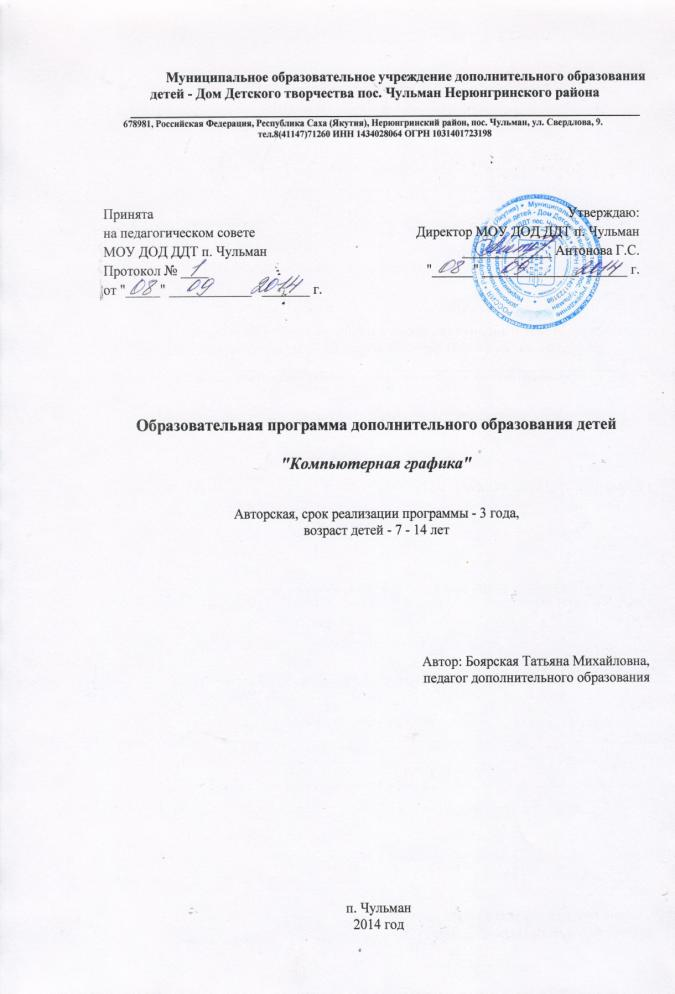 Муниципальное образовательное учреждение дополнительного образования
детей - Дом Детского творчества пос. Чульман Нерюнгринского района
678981, Российская Федерация, Республика Саха (Якутия), Нерюнгринский район, пос. Чульман, ул. Свердлова, 9.
тел.8(41147)71260 ИНН 1434028064 ОГРН 1031401723198
Принята
на педагогическом совете
МОУ ДОД ДДТ п. Чульман
Протокол № 1
от "08" 09 2014 г.
Утверждаю:
Директор МОУ ДОД ДДТ п. Чульман
Антонова Г.С.
"08" 09 2014 г.
Образовательная программа дополнительного образования детей
"Компьютерная графика"
Авторская, срок реализации программы - 3 года,
возраст детей - 7 - 14 лет
Автор: Боярская Татьяна Михайловна,
педагог дополнительного образования
п. Чульман
2014 год